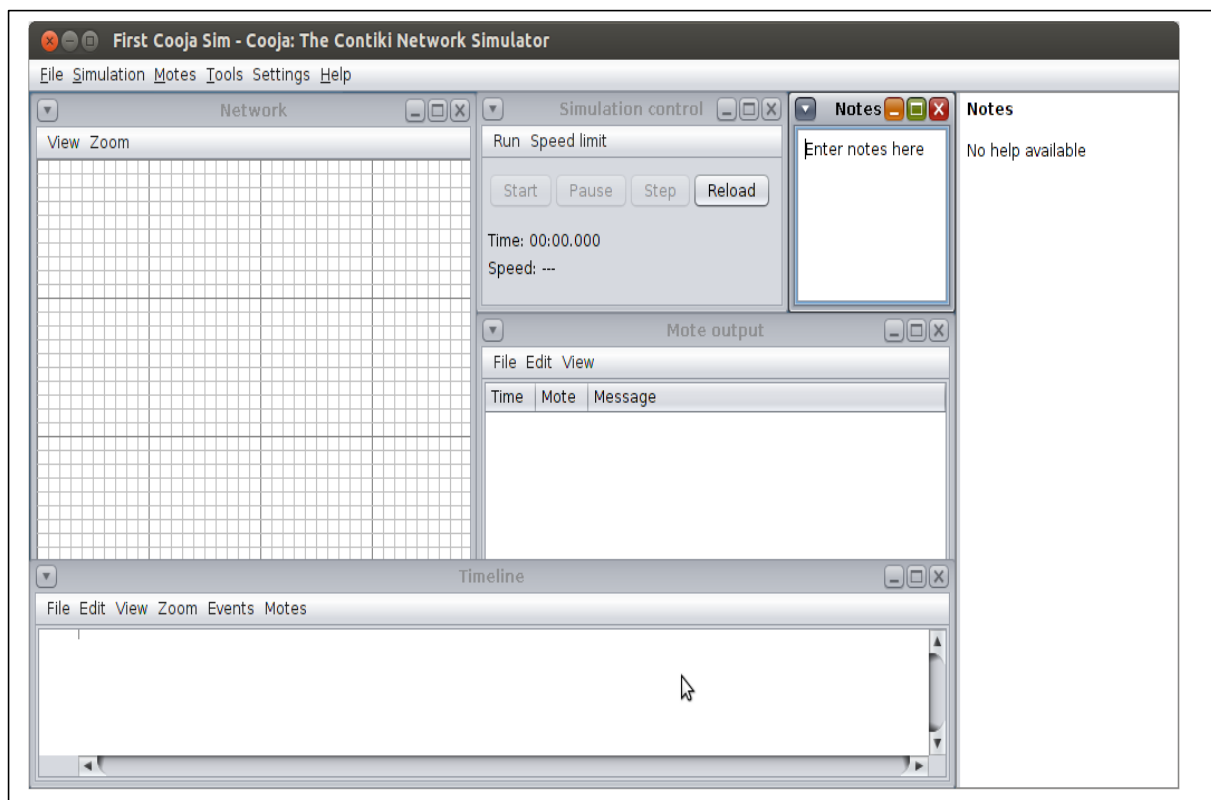 First Cooja Sim - Cooja: The Contiki Network Simulator
File Simulation Motes Tools Settings Help
Network
View Zoom
Simulation control
Run Speed limit
Start Pause Step Reload
Time: 00:00.000
Speed: ---
Notes
Enter notes here
Notes
No help available
Mote output
File Edit View
Time Mote Message
Timeline
File Edit View Zoom Events Motes